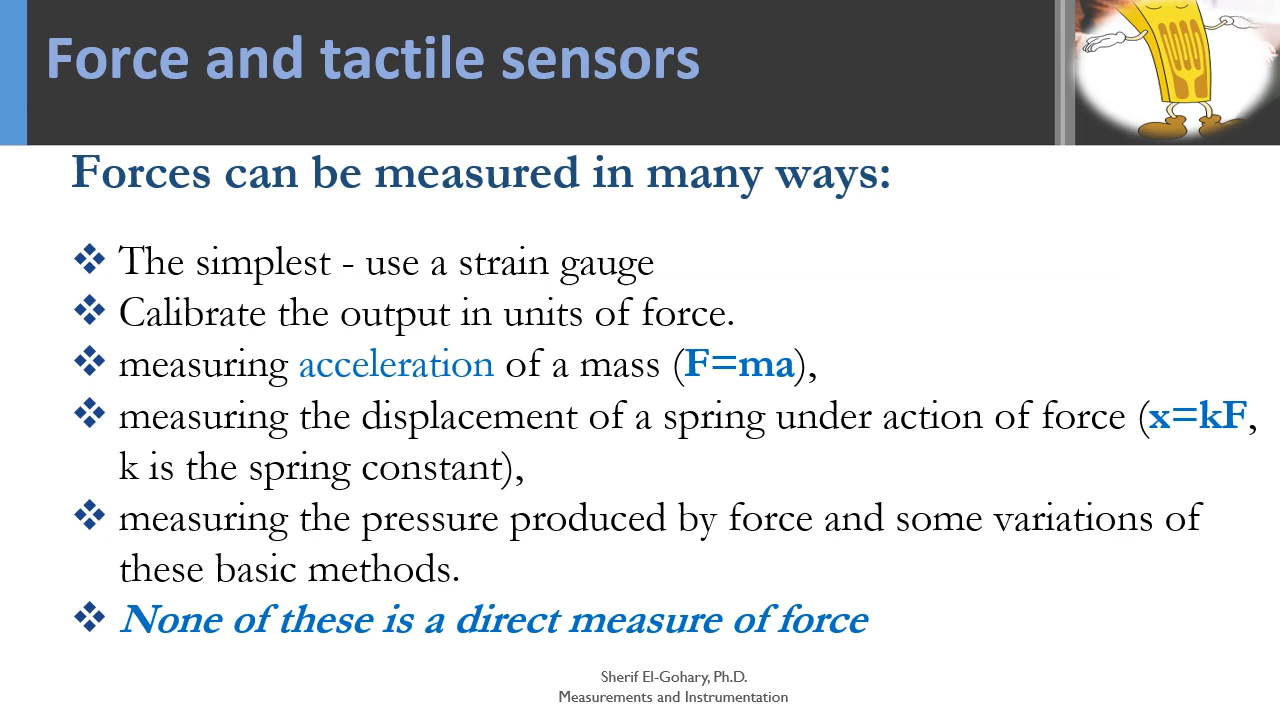 Force and tactile sensors
Forces can be measured in many ways:
❖ The simplest - use a strain gauge
❖ Calibrate the output in units of force.
❖ measuring acceleration of a mass (F=ma),
❖ measuring the displacement of a spring under action of force (x=kF,
k is the spring constant),
❖ measuring the pressure produced by force and some variations of
these basic methods.
❖ None of these is a direct measure of force
Sherif El-Gohary, Ph.D.
Measurements and Instrumentation